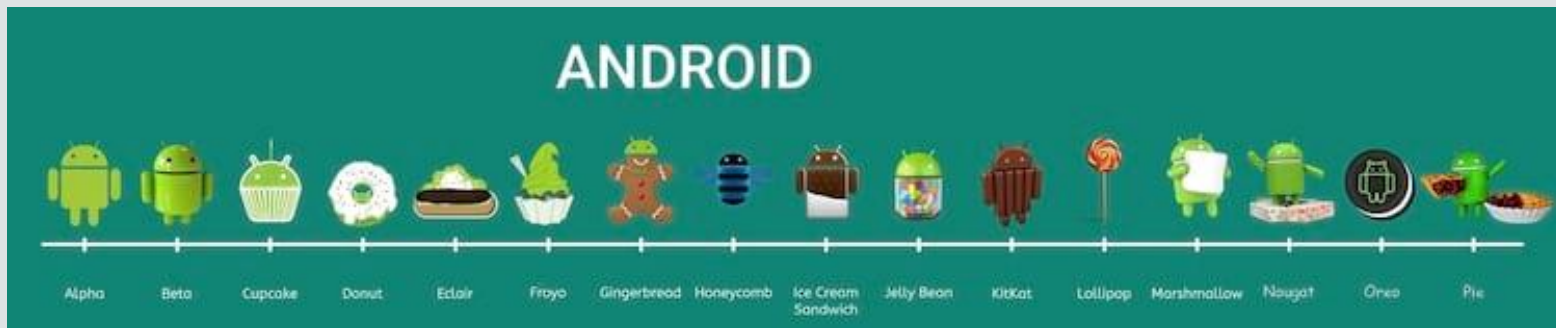 ANDROID
Alpha Beta Cupcake Donut Eclair Froyo Gingerbread Honeycomb Ice Cream Sandwich Jelly Bean KitKat Lollipop Marshmallow Nougat Oreo Pie